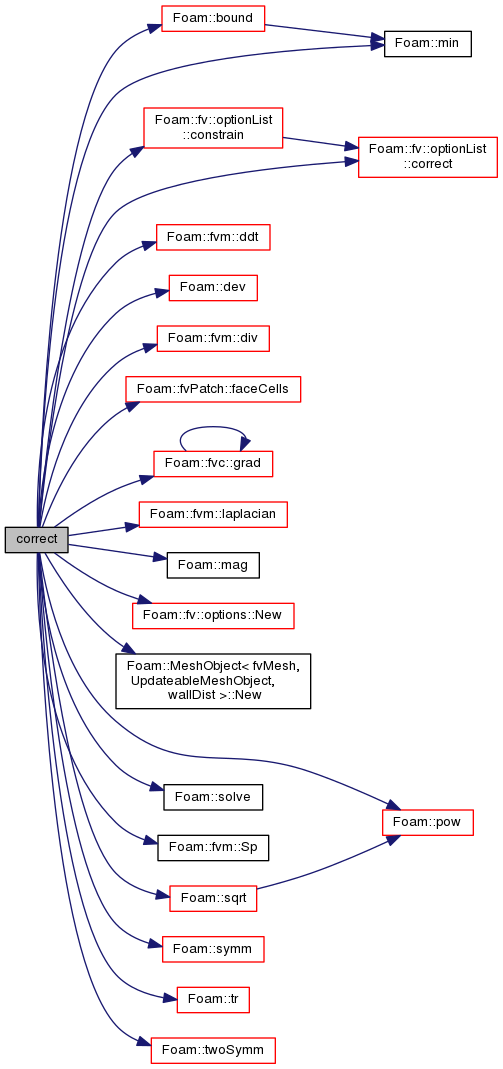 Foam::bound
Foam::min
Foam::fv::optionList
::constrain
Foam::fv::optionList
::correct
Foam::fvm::ddt
Foam::dev
Foam::fvm::div
Foam::fvPatch::faceCells
Foam::fvc::grad
Foam::fvm::laplacian
correct
Foam::mag
Foam::fv::options::New
Foam::MeshObject< fvMesh,
UpdateableMeshObject,
wallDist >::New
Foam::solve
Foam::pow
Foam::fvm::Sp
Foam::sqrt
Foam::symm
Foam::tr
Foam::twoSymm